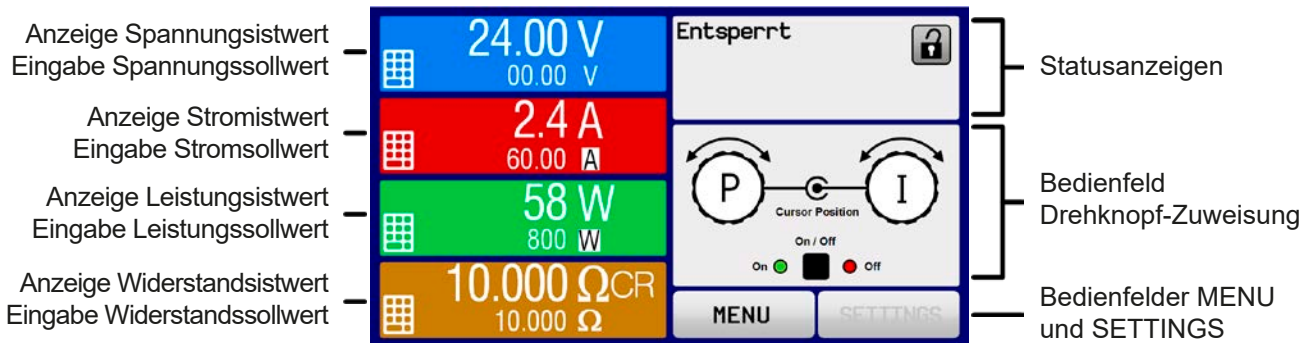 Anzeige Spannungsistwert
Eingabe Spannungssollwert
Anzeige Stromistwert
Eingabe Stromsollwert
Anzeige Leistungsistwert
Eingabe Leistungssollwert
Anzeige Widerstandsistwert
Eingabe Widerstandssollwert
24.00 V
00.00 V
2.4 A
60.00 A
58 W
800 W
10.000 ΩCR
10.000 Ω
Entsperrt
P
I
Cursor Position
On / Off
On
Off
MENU
SETTINGS
Statusanzeigen
Bedienfeld
Drehknopf-Zuweisung
Bedienfelder MENU
und SETTINGS